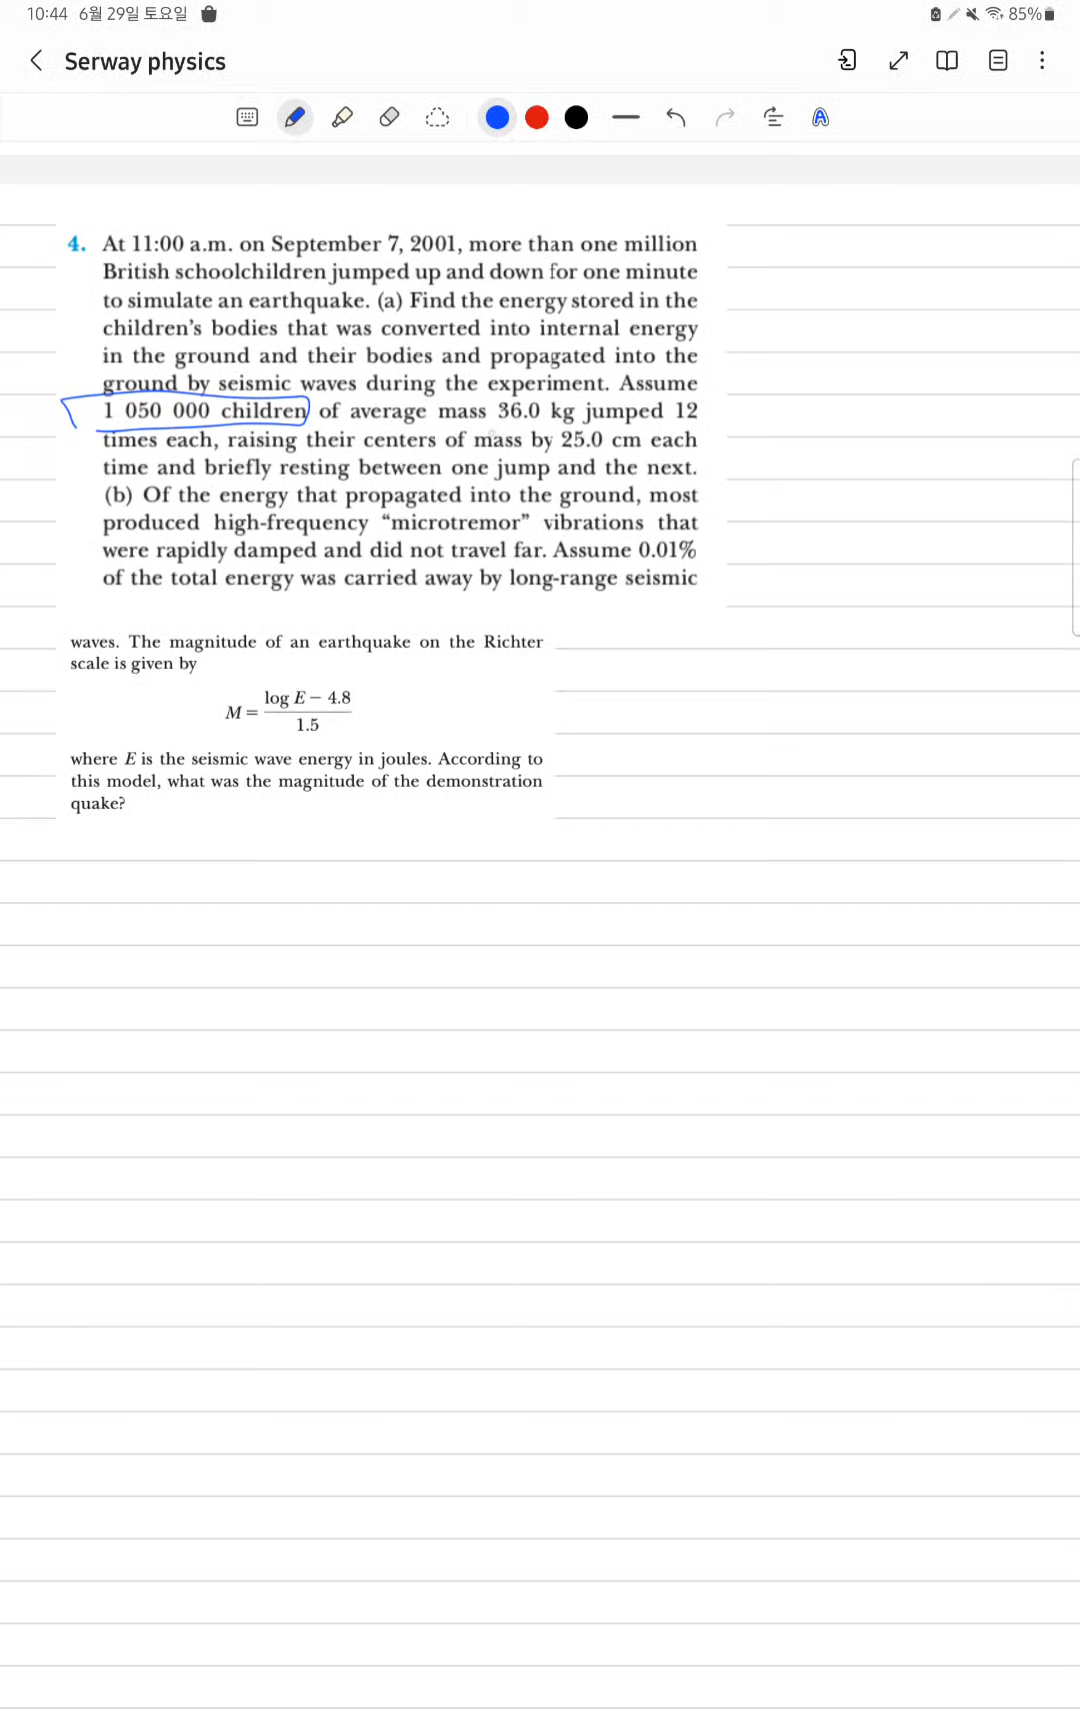 10:44 6월 29일 토요일
85%
Serway physics
4. At 11:00 a.m. on September 7, 2001, more than one million
British schoolchildren jumped up and down for one minute
to simulate an earthquake. (a) Find the energy stored in the
children's bodies that was converted into internal energy
in the ground and their bodies and propagated into the
ground by seismic waves during the experiment. Assume
1 050 000 children of average mass 36.0 kg jumped 12
times each, raising their centers of mass by 25.0 cm each
time and briefly resting between one jump and the next.
(b) Of the energy that propagated into the ground, most
produced high-frequency “microtremor” vibrations that
were rapidly damped and did not travel far. Assume 0.01%
of the total energy was carried away by long-range seismic
waves. The magnitude of an earthquake on the Richter
scale is given by
M = (log E − 4.8) / 1.5
where E is the seismic wave energy in joules. According to
this model, what was the magnitude of the demonstration
quake?